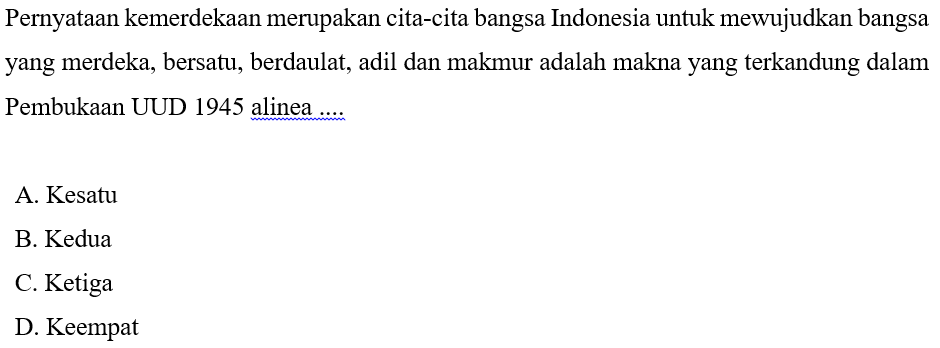 Pernyataan kemerdekaan merupakan cita-cita bangsa Indonesia untuk mewujudkan bangsa
yang merdeka, bersatu, berdaulat, adil dan makmur adalah makna yang terkandung dalam
Pembukaan UUD 1945 alinea ....
A. Kesatu
B. Kedua
C. Ketiga
D. Keempat